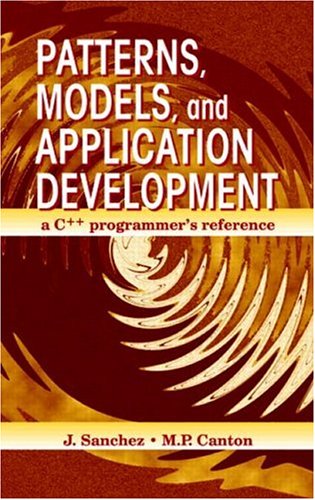 PATTERNS,
MODELS, and
APPLICATION
DEVELOPMENT
a C++ programmer's reference
J. Sanchez • M.P. Canton